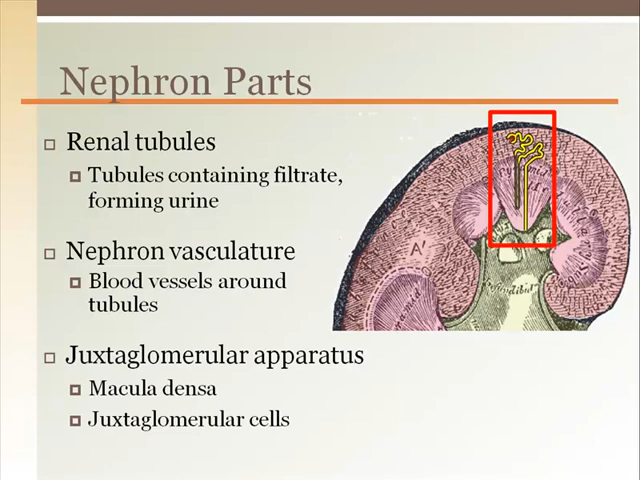 Nephron Parts
Renal tubules
Tubules containing filtrate,
forming urine
Nephron vasculature
Blood vessels around
tubules
Juxtaglomerular apparatus
Macula densa
Juxtaglomerular cells
A'